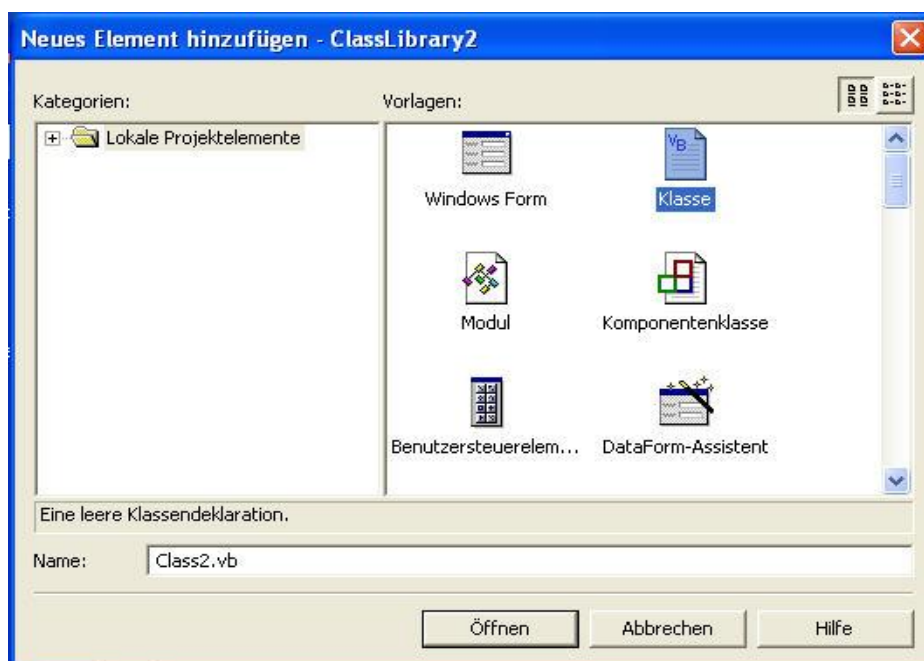 Neues Element hinzufügen - ClassLibrary2
Kategorien:
Vorlagen:
Lokale Projektelemente
Windows Form
Klasse
Modul
Komponentenklasse
Benutzersteuerelem...
DataForm-Assistent
Eine leere Klassendeklaration.
Name:
Class2.vb
Öffnen
Abbrechen
Hilfe